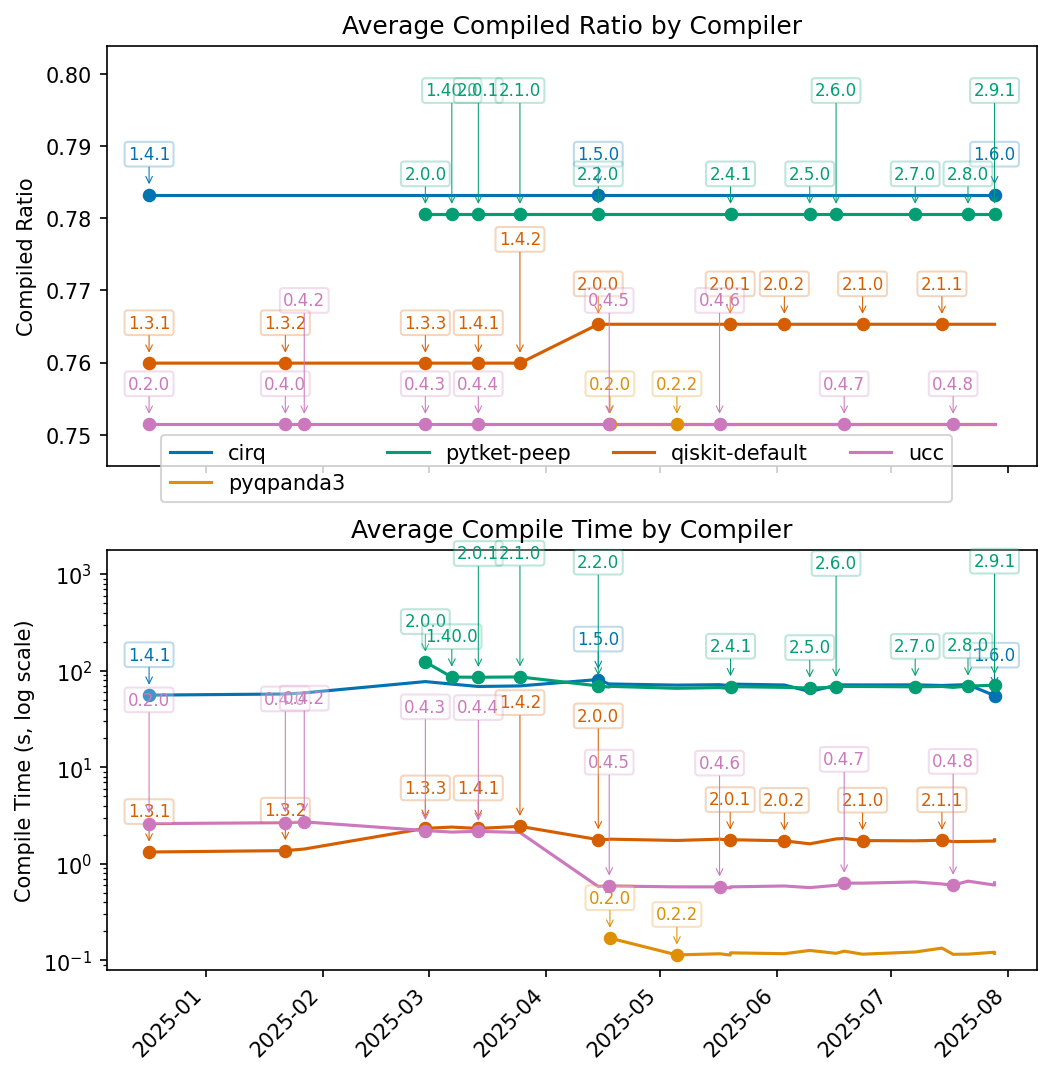 Average Compiled Ratio by Compiler
Compiled Ratio
0.80
0.79
0.78
0.77
0.76
0.75
1.40.0 2.0.1 2.1.0 2.6.0 2.9.1
1.4.1 1.5.0 1.6.0
2.0.0 2.2.0 2.4.1 2.5.0 2.7.0 2.8.0
1.4.2
2.0.0 2.0.1 2.0.2 2.1.0 2.1.1
0.4.2 0.4.5 0.4.6
1.3.1 1.3.2 1.3.3 1.4.1
0.2.0 0.4.0 0.4.3 0.4.4 0.2.0 0.2.2 0.4.7 0.4.8
cirq pytket-peep qiskit-default ucc
pyqpanda3
Average Compile Time by Compiler
Compile Time (s, log scale)
10³
10²
10¹
10⁰
10⁻¹
2.0.1 2.1.0 2.2.0 2.6.0 2.9.1
2.0.0
1.40.0 1.5.0 2.4.1 2.5.0 2.7.0 2.8.0
1.4.1 1.6.0
0.2.0 0.4.0 0.4.2 0.4.3 0.4.4 1.4.2
2.0.0
0.4.5 0.4.6 0.4.7 0.4.8
1.3.1 1.3.2 1.3.3 1.4.1 2.0.1 2.0.2 2.1.0 2.1.1
0.2.0 0.2.2
2025-01 2025-02 2025-03 2025-04 2025-05 2025-06 2025-07 2025-08